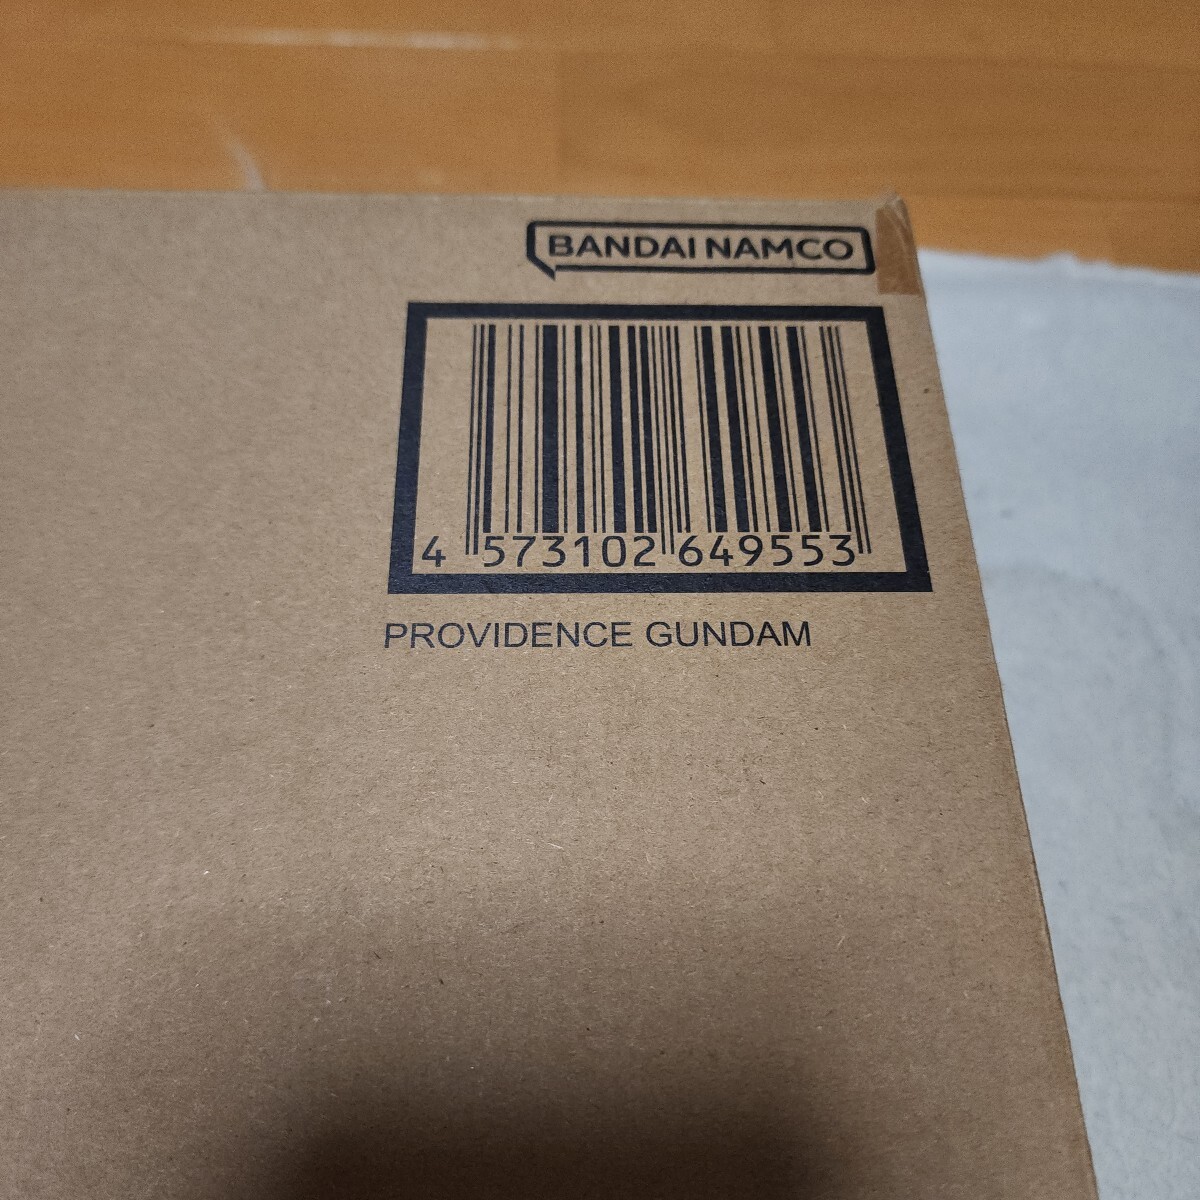 BANDAI NAMCO
4 573102 649553
PROVIDENCE GUNDAM